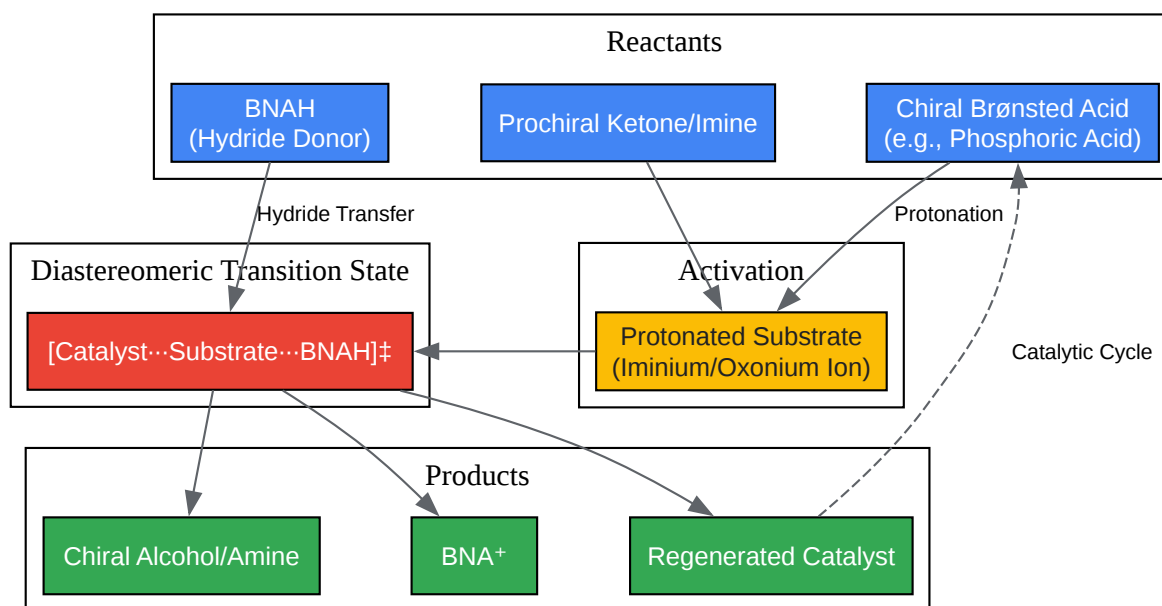 Reactants
BNAH
(Hydride Donor)
Prochiral Ketone/Imine
Chiral Brønsted Acid
(e.g., Phosphoric Acid)
Hydride Transfer
Protonation
Diastereomeric Transition State
Activation
[Catalyst···Substrate···BNAH]‡
Protonated Substrate
(Iminium/Oxonium Ion)
Catalytic Cycle
Products
Chiral Alcohol/Amine
BNA⁺
Regenerated Catalyst